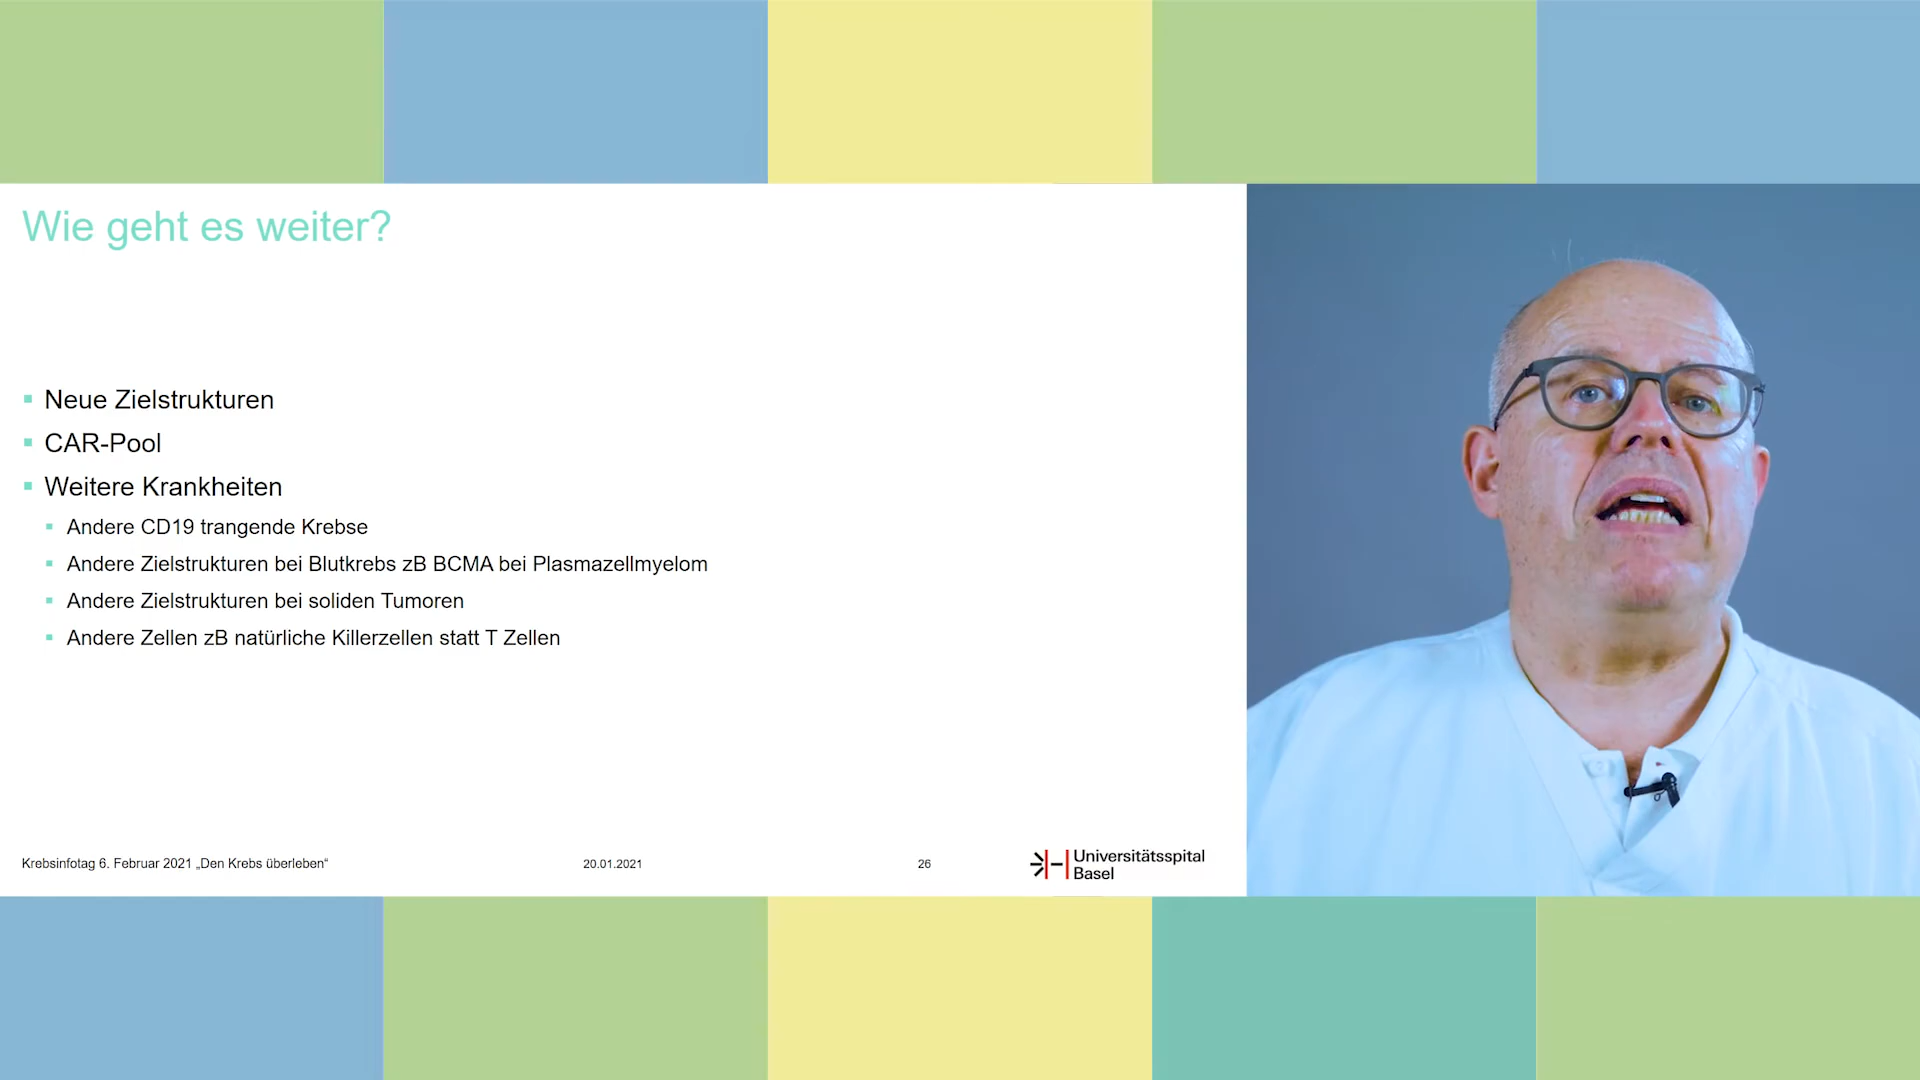 Wie geht es weiter?
Neue Zielstrukturen
CAR-Pool
Weitere Krankheiten
Andere CD19 trangende Krebse
Andere Zielstrukturen bei Blutkrebs zB BCMA bei Plasmazellmyelom
Andere Zielstrukturen bei soliden Tumoren
Andere Zellen zB natürliche Killerzellen statt T Zellen
Krebsinfotag 6. Februar 2021 „Den Krebs überleben“
20.01.2021
26
Universitätsspital
Basel